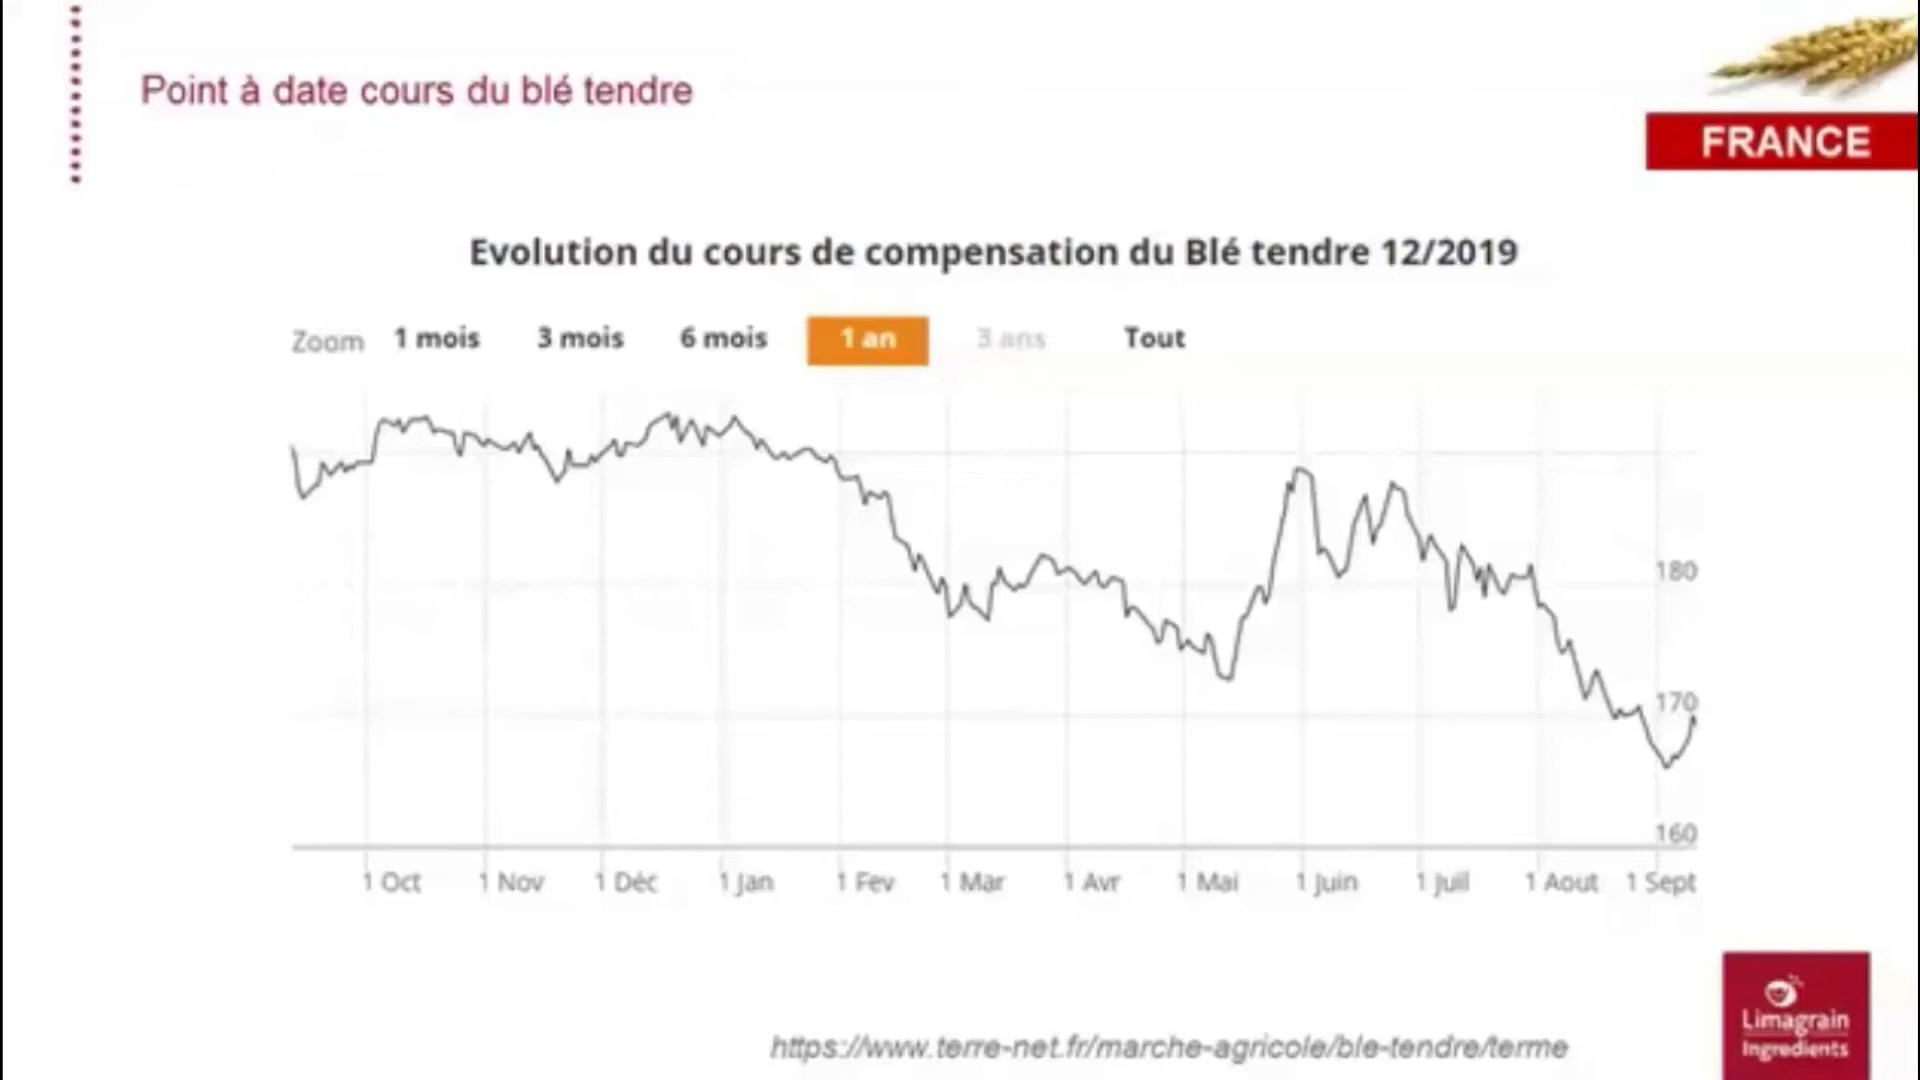 Point à date cours du blé tendre
FRANCE
Evolution du cours de compensation du Blé tendre 12/2019
Zoom 1 mois 3 mois 6 mois 1 an 3 ans Tout
180
170
160
1 Oct 1 Nov 1 Déc 1 Jan 1 Fev 1 Mar 1 Avr 1 Mai 1 Juin 1 Juil 1 Aout 1 Sept
https://www.terre-net.fr/marche-agricole/ble-tendre/terme
Limagrain
Ingredients